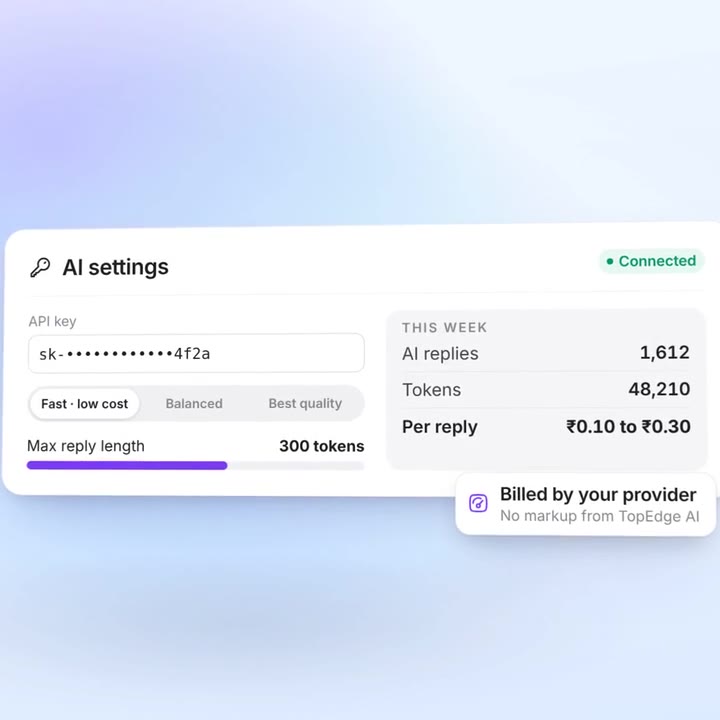 AI settings
Connected
API key
sk-••••••••••••4f2a
Fast · low cost
Balanced
Best quality
Max reply length
300 tokens
THIS WEEK
AI replies
1,612
Tokens
48,210
Per reply
₹0.10 to ₹0.30
Billed by your provider
No markup from TopEdge AI